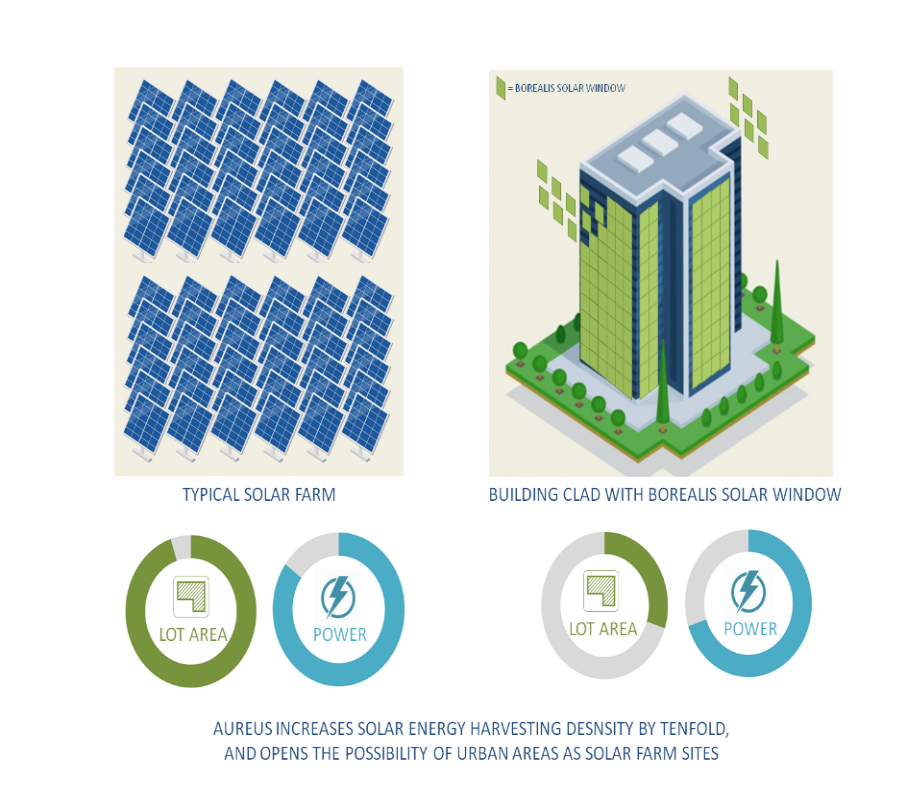 = BOREALIS SOLAR WINDOW
TYPICAL SOLAR FARM
BUILDING CLAD WITH BOREALIS SOLAR WINDOW
LOT AREA
POWER
LOT AREA
POWER
AUREUS INCREASES SOLAR ENERGY HARVESTING DESNSITY BY TENFOLD,
AND OPENS THE POSSIBILITY OF URBAN AREAS AS SOLAR FARM SITES